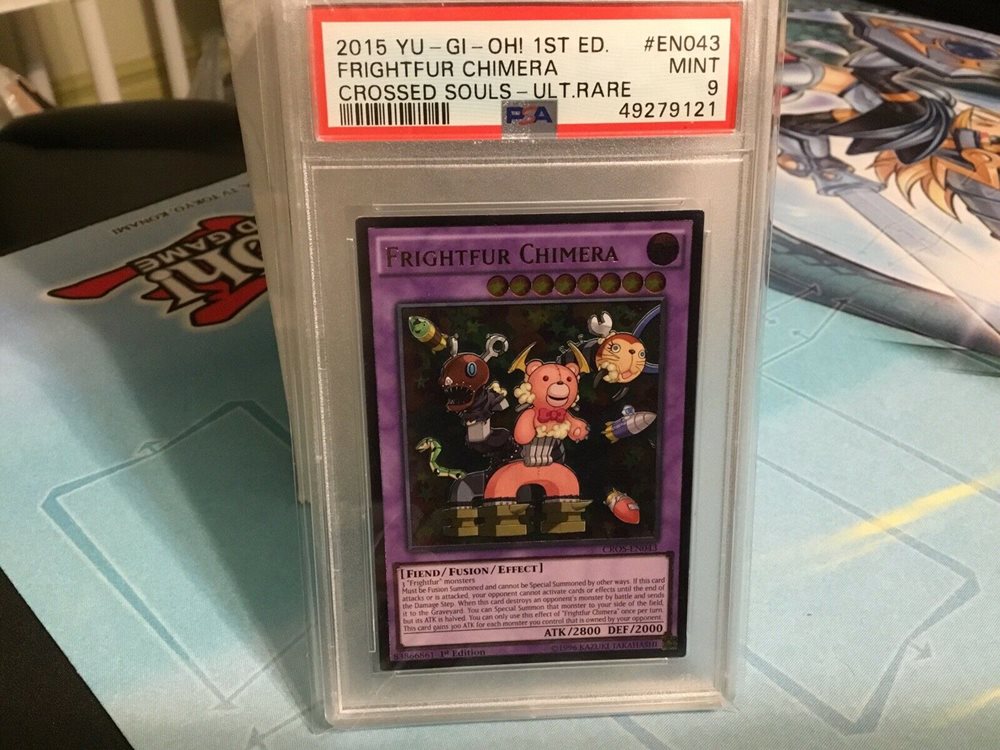 2015 YU-GI-OH! 1ST ED. #EN043
FRIGHTFUR CHIMERA MINT
CROSSED SOULS-ULT.RARE 9
PSA 49279121
TV TOKYO, KONAMI
Oh!
D GAME
FRIGHTFUR CHIMERA
CROS-EN043
[FIEND/FUSION/EFFECT]
3 "Frightfur" monsters
Must be Fusion Summoned and cannot be Special Summoned by other ways. If this card
attacks or is attacked, your opponent cannot activate cards or effects until the end of
the Damage Step. When this card destroys an opponent's monster by battle and sends
it to the Graveyard: You can Special Summon that monster to your side of the field,
but its ATK is halved. You can only use this effect of "Frightfur Chimera" once per turn.
This card gains 300 ATK for each monster you control that is owned by your opponent.
ATK/2800 DEF/2000
83866861 1st Edition ©1996 KAZUKI TAKAHASHI